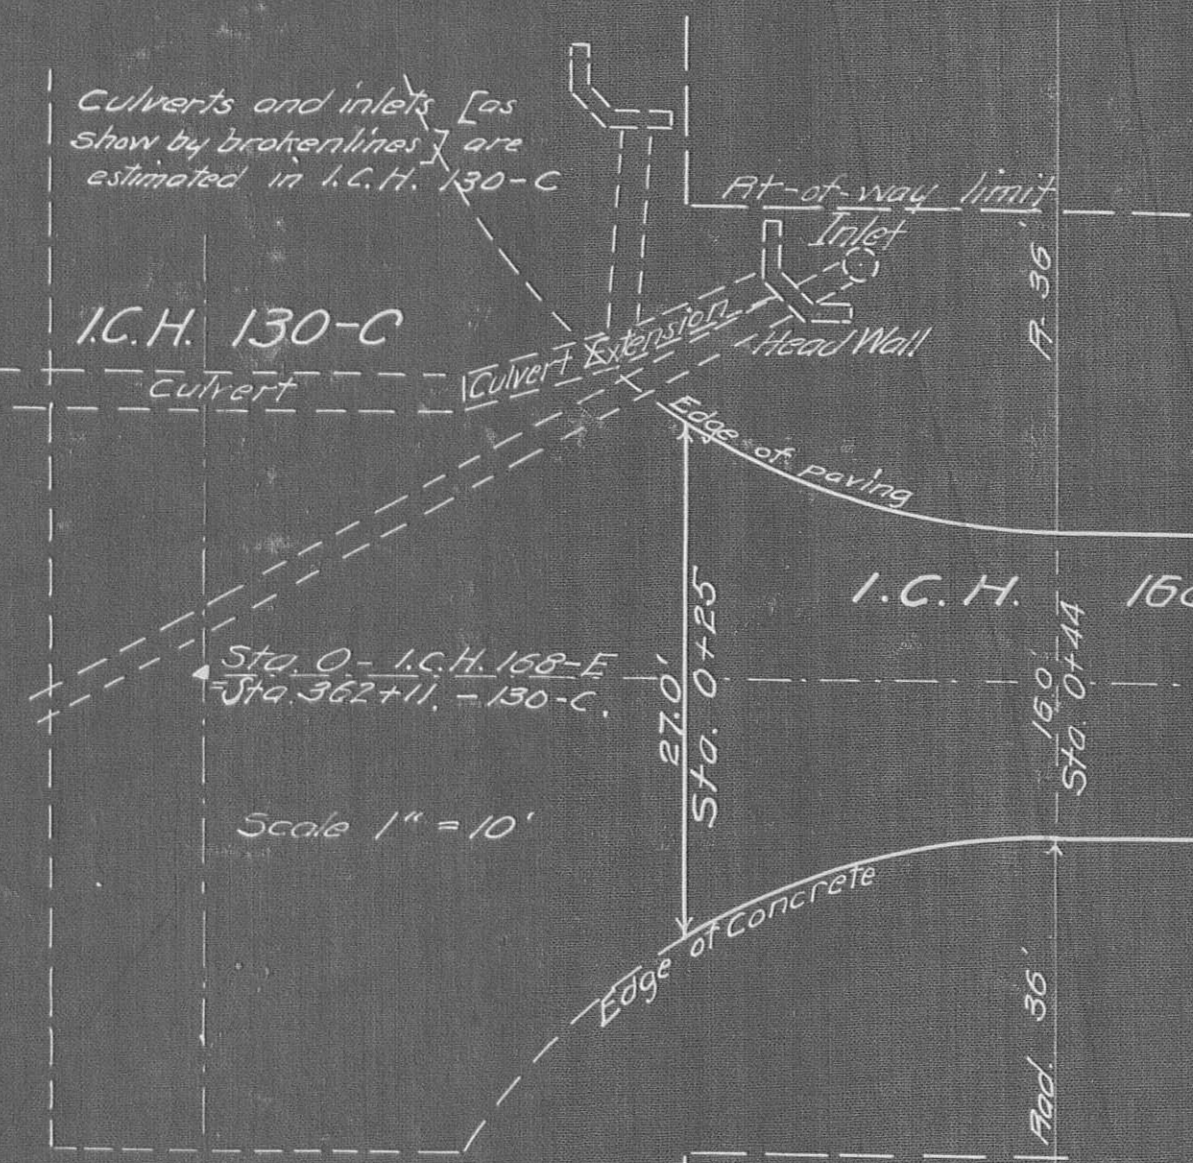 Culverts and inlets [as
show by brokenlines] are
estimated in I.C.H. 130-C
Rt-of-way limit
Inlet
R. 36'
I.C.H. 130-C
Culvert Extension
Head Wall
Culvert
Edge of paving
I.C.H.
Sta. 0 - I.C.H. 168-E
=Sta. 362+11. - 130-C.
27.0'
Sta. 0+25
16.0'
Sta. 0+44
Scale 1" = 10'
Edge of Concrete
Rad. 36'